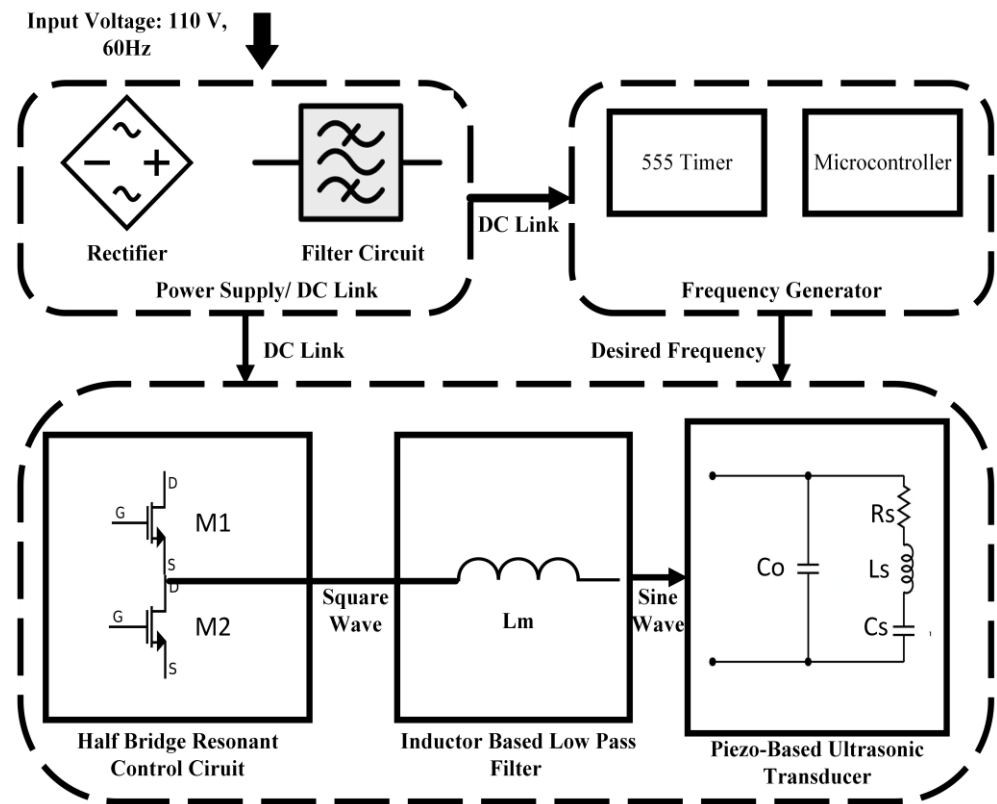 Input Voltage: 110 V,
60Hz
Rectifier
Filter Circuit
Power Supply/ DC Link
DC Link
555 Timer
Microcontroller
Frequency Generator
DC Link
Desired Frequency
D
G
M1
S
D
G
M2
S
Half Bridge Resonant
Control Ciruit
Square
Wave
Lm
Inductor Based Low Pass
Filter
Sine
Wave
Co
Rs
Ls
Cs
Piezo-Based Ultrasonic
Transducer